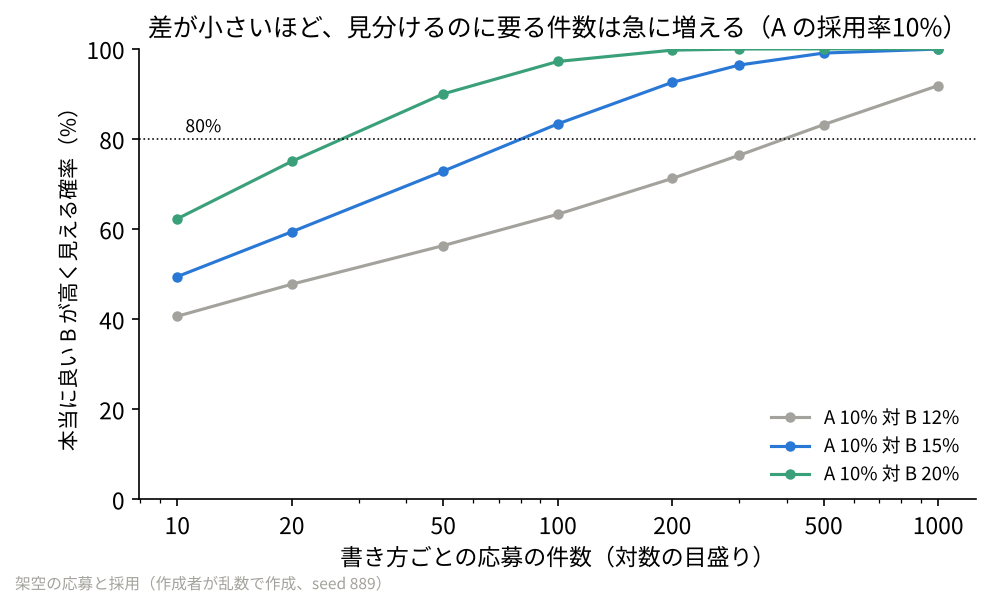 差が小さいほど、見分けるのに要る件数は急に増える（A の採用率10%）
本当に良い B が高く見える確率（%）
100
80
60
40
20
0
80%
A 10% 対 B 12%
A 10% 対 B 15%
A 10% 対 B 20%
10 20 50 100 200 500 1000
書き方ごとの応募の件数（対数の目盛り）
架空の応募と採用（作成者が乱数で作成、seed 889）